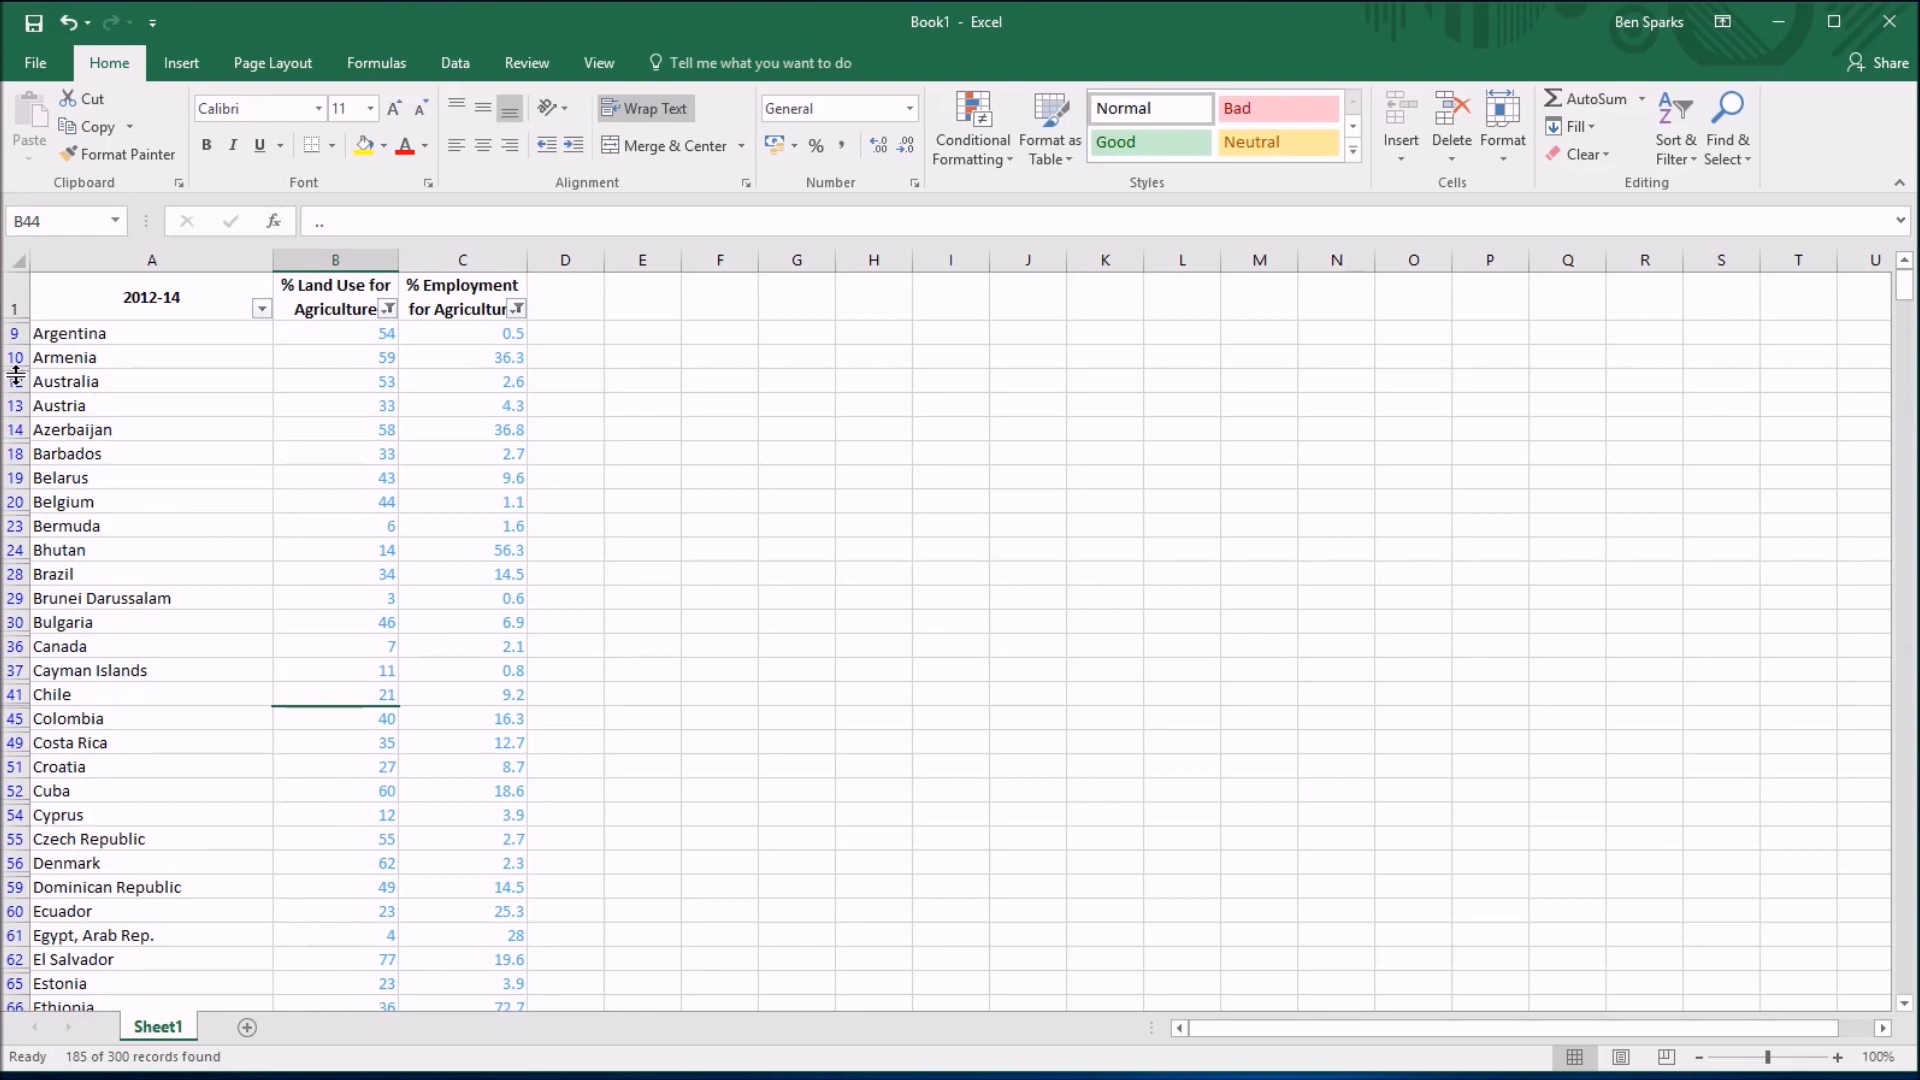 Book1 - Excel
Ben Sparks
File Home Insert Page Layout Formulas Data Review View Tell me what you want to do Share
Paste
Cut
Copy
Format Painter
Clipboard
Calibri 11
B I U
Font
Wrap Text
Merge & Center
Alignment
General
%
Number
Conditional Formatting
Format as Table
Normal Bad
Good Neutral
Styles
Insert Delete Format
Cells
AutoSum
Fill
Clear
Sort & Filter
Find & Select
Editing
B44 fx ..
A B C D E F G H I J K L M N O P Q R S T U
1 2012-14 % Land Use for Agriculture % Employment for Agricultur
9 Argentina 54 0.5
10 Armenia 59 36.3
Australia 53 2.6
13 Austria 33 4.3
14 Azerbaijan 58 36.8
18 Barbados 33 2.7
19 Belarus 43 9.6
20 Belgium 44 1.1
23 Bermuda 6 1.6
24 Bhutan 14 56.3
28 Brazil 34 14.5
29 Brunei Darussalam 3 0.6
30 Bulgaria 46 6.9
36 Canada 7 2.1
37 Cayman Islands 11 0.8
41 Chile 21 9.2
45 Colombia 40 16.3
49 Costa Rica 35 12.7
51 Croatia 27 8.7
52 Cuba 60 18.6
54 Cyprus 12 3.9
55 Czech Republic 55 2.7
56 Denmark 62 2.3
59 Dominican Republic 49 14.5
60 Ecuador 23 25.3
61 Egypt, Arab Rep. 4 28
62 El Salvador 77 19.6
65 Estonia 23 3.9
66 Ethiopia 36 72.7
Sheet1
Ready 185 of 300 records found 100%